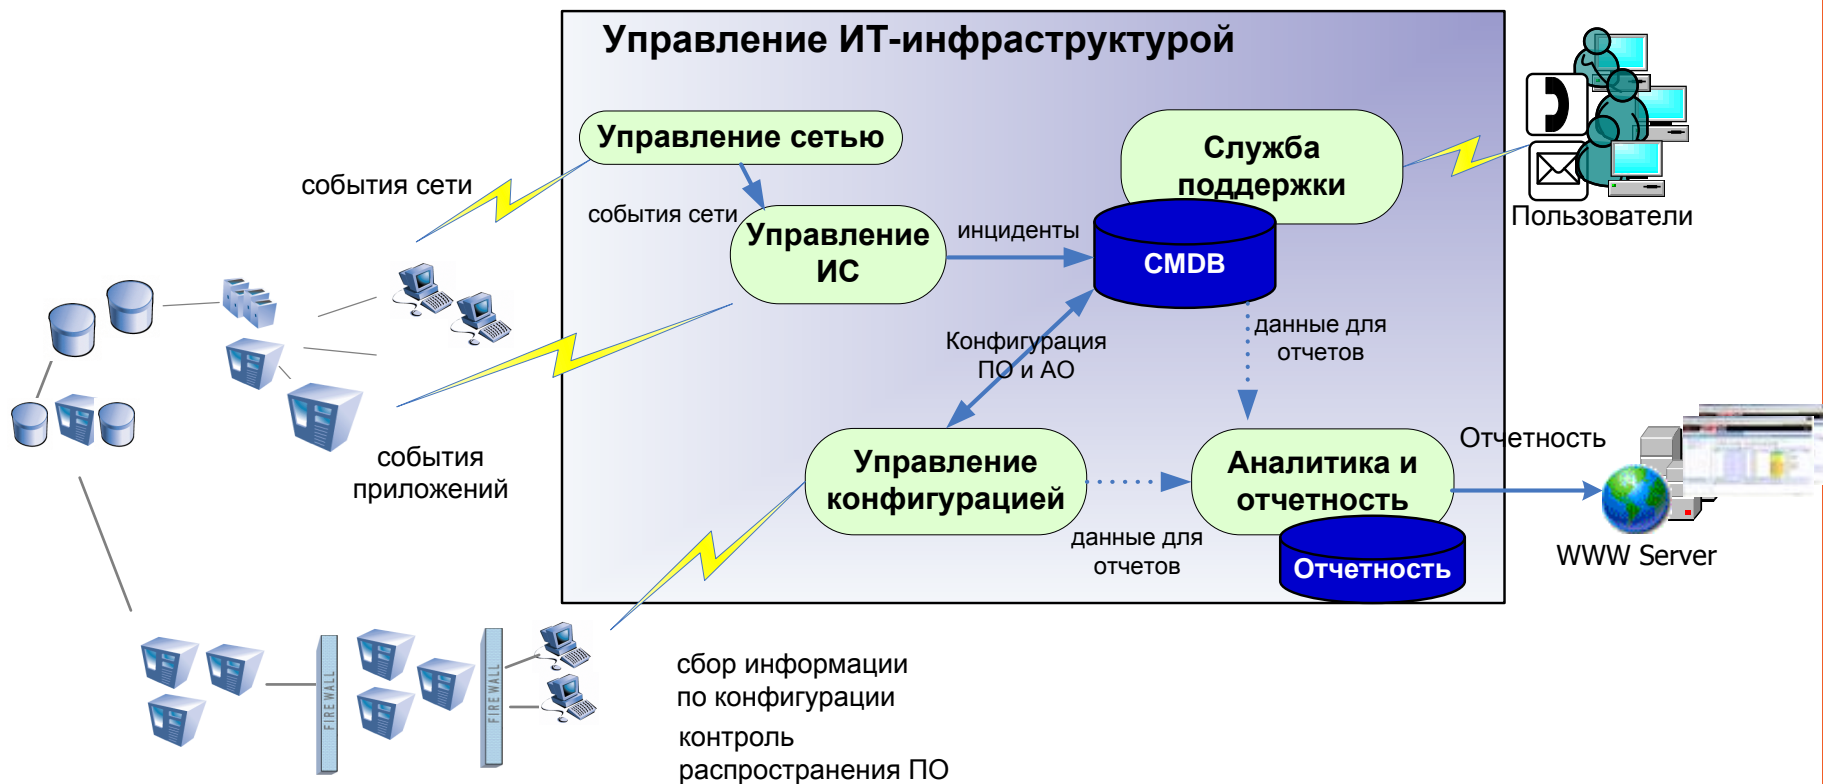 Управление ИТ-инфраструктурой
Управление сетью
Служба
поддержки
события сети
события сети
Пользователи
Управление
ИС
инциденты
CMDB
Конфигурация
ПО и АО
данные для
отчетов
события
приложений
Управление
конфигурацией
Аналитика и
отчетность
Отчетность
данные для
отчетов
Отчетность
WWW Server
FIREWALL
FIREWALL
сбор информации
по конфигурации
контроль
распространения ПО